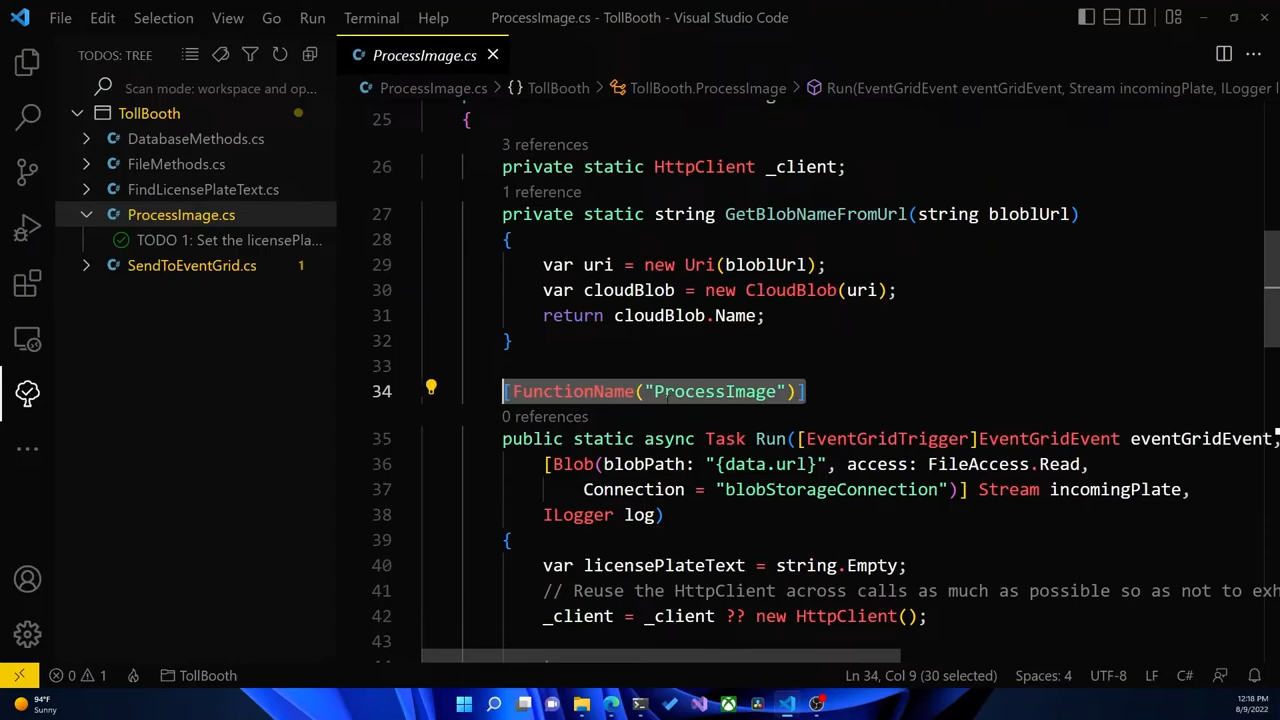 File Edit Selection View Go Run Terminal Help ProcessImage.cs - TollBooth - Visual Studio Code
TODOS: TREE
Scan mode: workspace and op...
TollBooth
C# DatabaseMethods.cs
C# FileMethods.cs
C# FindLicensePlateText.cs
C# ProcessImage.cs
TODO 1: Set the licensePla...
C# SendToEventGrid.cs 1
C# ProcessImage.cs
C# ProcessImage.cs > {} TollBooth > TollBooth.ProcessImage > Run(EventGridEvent eventGridEvent, Stream incomingPlate, ILogger l
25 {
3 references
26 private static HttpClient _client;
1 reference
27 private static string GetBlobNameFromUrl(string bloblUrl)
28 {
29 var uri = new Uri(bloblUrl);
30 var cloudBlob = new CloudBlob(uri);
31 return cloudBlob.Name;
32 }
33
34 [FunctionName("ProcessImage")]
0 references
35 public static async Task Run([EventGridTrigger]EventGridEvent eventGridEvent,
36 [Blob(blobPath: "{data.url}", access: FileAccess.Read,
37 Connection = "blobStorageConnection")] Stream incomingPlate,
38 ILogger log)
39 {
40 var licensePlateText = string.Empty;
41 // Reuse the HttpClient across calls as much as possible so as not to exh
42 _client = _client ?? new HttpClient();
43
0 1 TollBooth Ln 34, Col 9 (30 selected) Spaces: 4 UTF-8 LF C#
94°F
Sunny
12:18 PM
8/9/2022